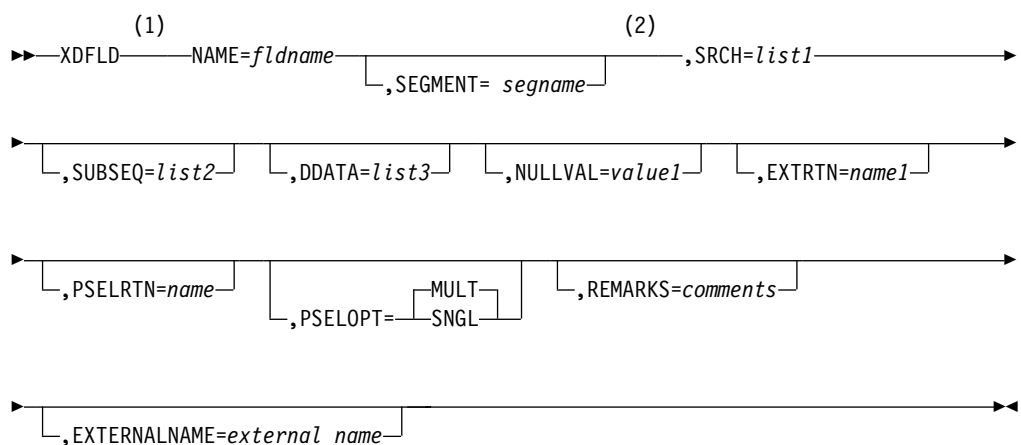 (1) (2)
XDFLD NAME=fldname ,SRCH=list1
,SEGMENT= segname
,SUBSEQ=list2 ,DDATA=list3 ,NULLVAL=value1 ,EXTRTN=name1
,PSELRTN=name MULT ,REMARKS=comments
,PSELOPT= SNGL
,EXTERNALNAME=external name